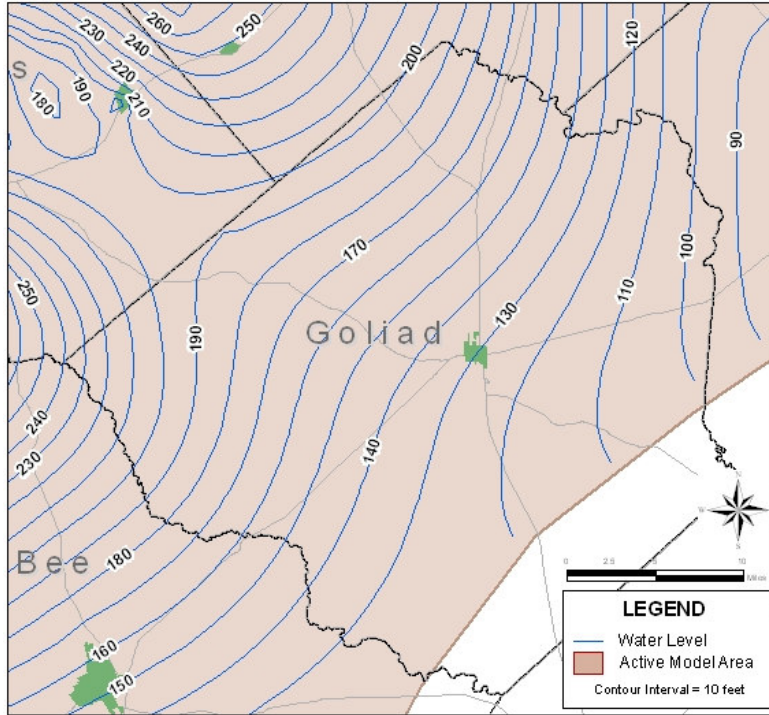 260
250
230
240
120
200
220
s
190
210
180
90
170
100
250
110
190
130
Goliad
240
140
230
N
W
E
S
Bee
180
0 2.5 5 10
Miles
LEGEND
Water Level
Active Model Area
Contour Interval = 10 feet
160
150